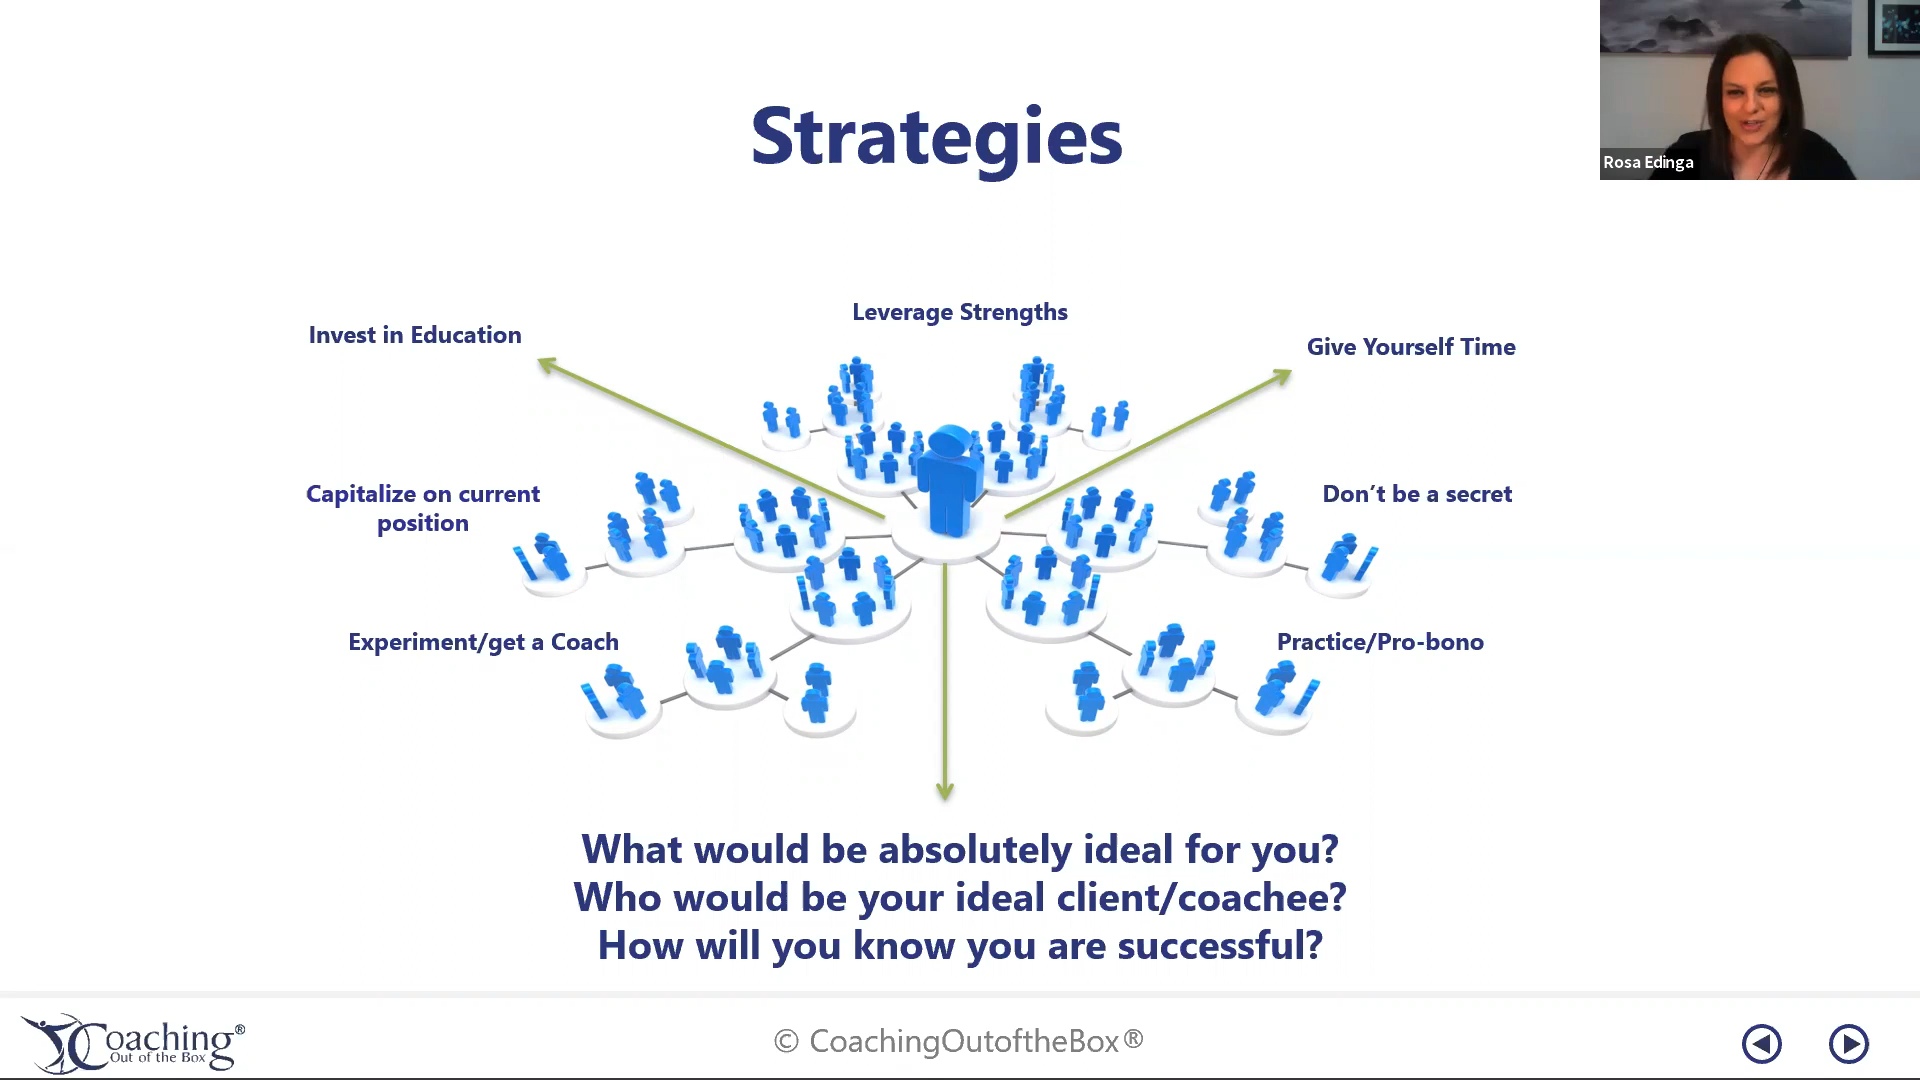 Strategies
Rosa Edinga
Leverage Strengths
Invest in Education
Give Yourself Time
Capitalize on current
position
Don't be a secret
Experiment/get a Coach
Practice/Pro-bono
What would be absolutely ideal for you?
Who would be your ideal client/coachee?
How will you know you are successful?
Coaching®
Out of the Box
© CoachingOutoftheBox®